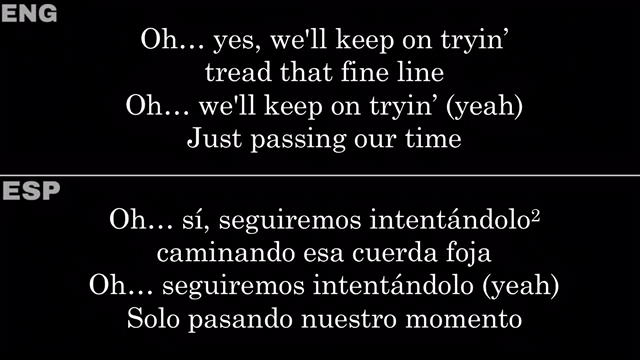 ENG
Oh… yes, we'll keep on tryin’
tread that fine line
Oh… we'll keep on tryin’ (yeah)
Just passing our time
ESP
Oh… sí, seguiremos intentándolo²
caminando esa cuerda foja
Oh… seguiremos intentándolo (yeah)
Solo pasando nuestro momento